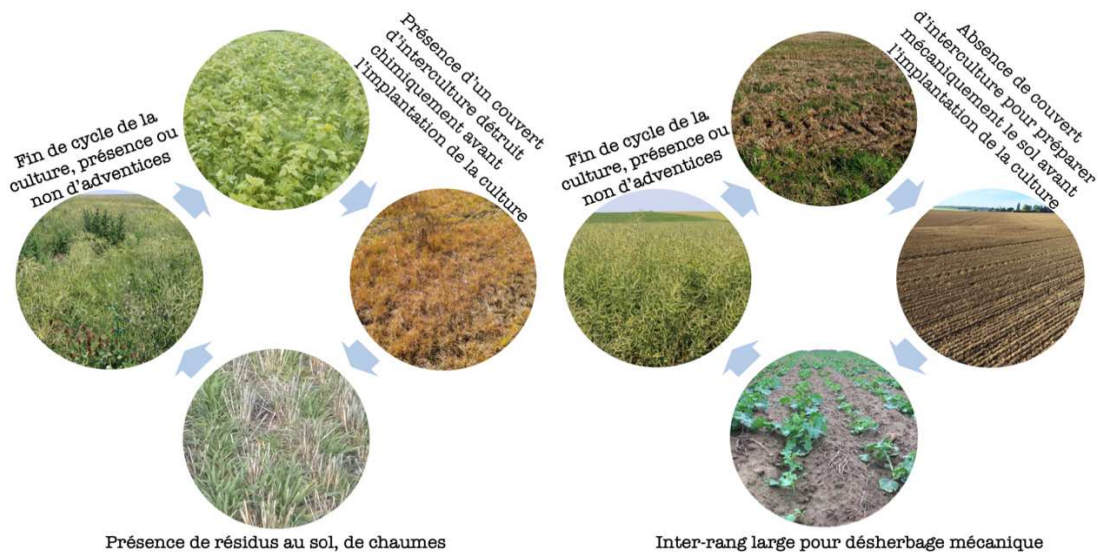 Fin de cycle de la
culture, présence ou
non d'adventices
Présence d'un couvert
d'interculture détruit
chimiquement avant
l'implantation de la culture
Présence de résidus au sol, de chaumes
Fin de cycle de la
culture, présence ou
non d'adventices
Absence de couvert
d'interculture pour préparer
mécaniquement le sol avant
l'implantation de la culture
Inter-rang large pour désherbage mécanique